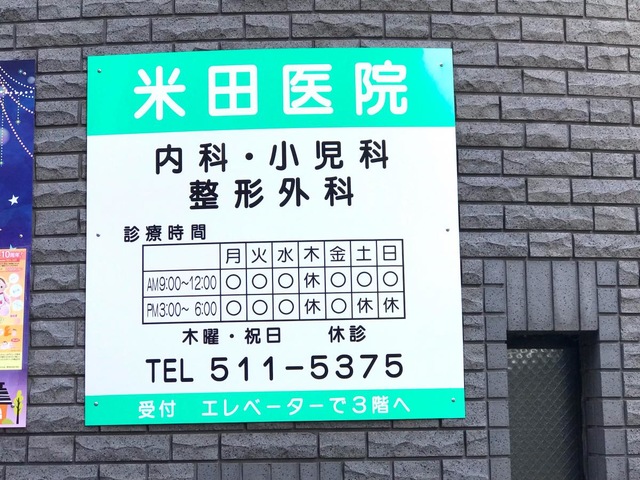 米田医院
内科・小児科
整形外科
診療時間
月 火 水 木 金 土 日
AM9:00〜12:00 ○ ○ ○ 休 ○ ○ ○
PM3:00〜 6:00 ○ ○ ○ 休 ○ 休 休
木曜・祝日 休診
TEL 511-5375
受付 エレベーターで3階へ